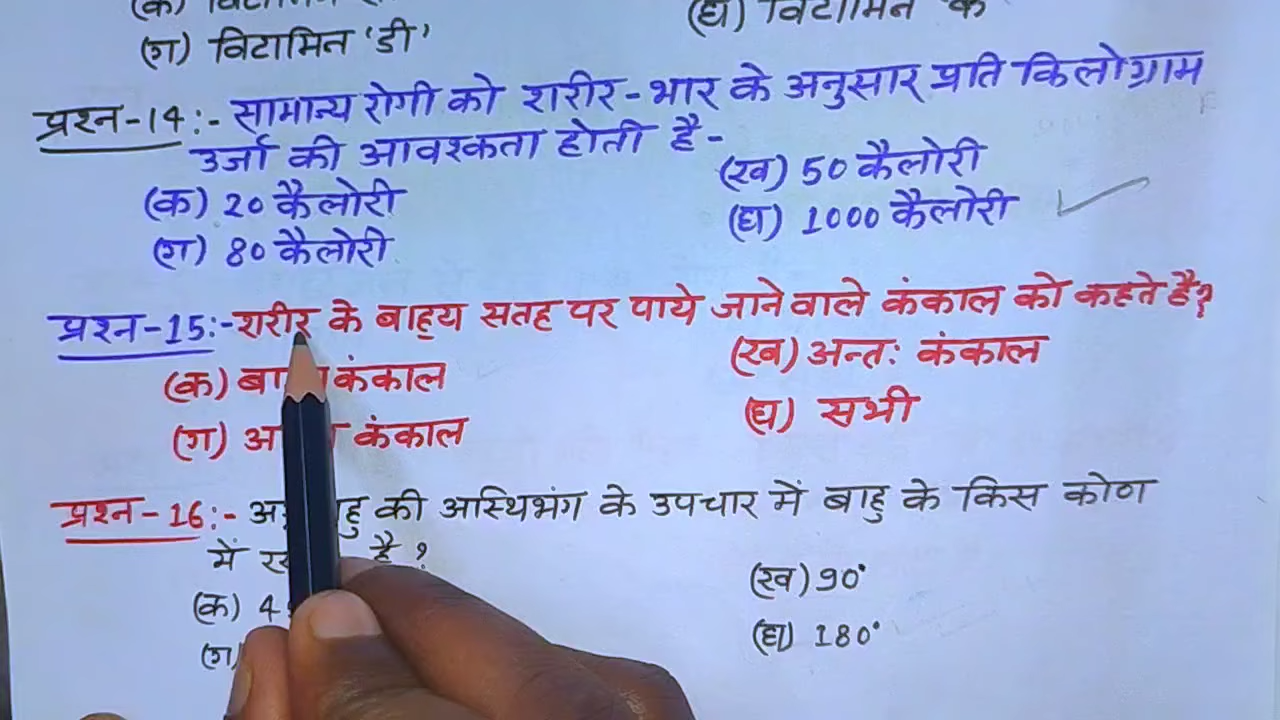 (ग) विटामिन 'डी'
(घ) विटामिन
प्रश्न-14:- सामान्य रोगी को शरीर-भार के अनुसार प्रति किलोग्राम
उर्जा की आवश्कता होती है-
(क) 20 कैलोरी
(ख) 50 कैलोरी
(ग) 80 कैलोरी
(घ) 1000 कैलोरी
प्रश्न-15:- शरीर के बाह्य सतह पर पाये जाने वाले कंकाल को कहते है?
(क) कंकाल
(ख) अन्तः कंकाल
(ग) कंकाल
(घ) सभी
प्रश्न-16:- की अस्थिभंग के उपचार में बाहु के किस कोण
में है?
(क)
(ख) 90°
(ग)
(घ) 180°